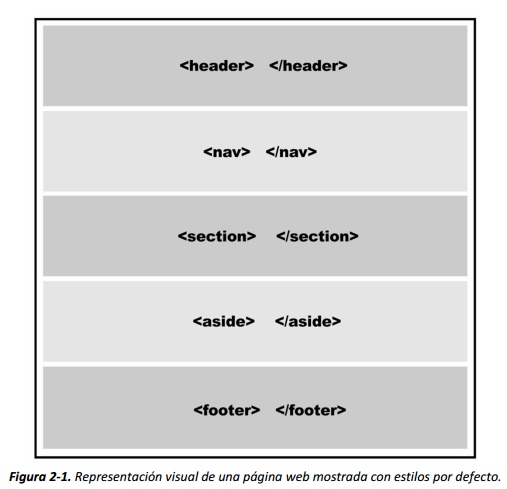 <header> </header>
<nav> </nav>
<section> </section>
<aside> </aside>
<footer> </footer>
Figura 2-1. Representación visual de una página web mostrada con estilos por defecto.